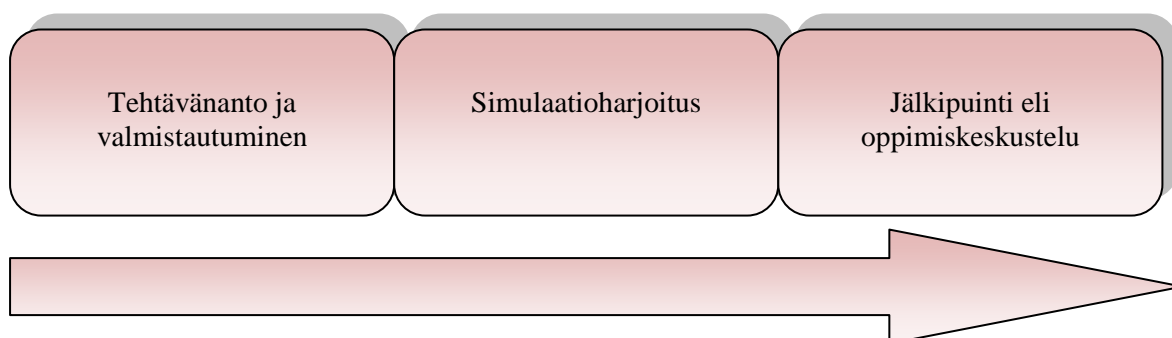 Tehtävänanto ja
valmistautuminen
Simulaatioharjoitus
Jälkipuinti eli
oppimiskeskustelu